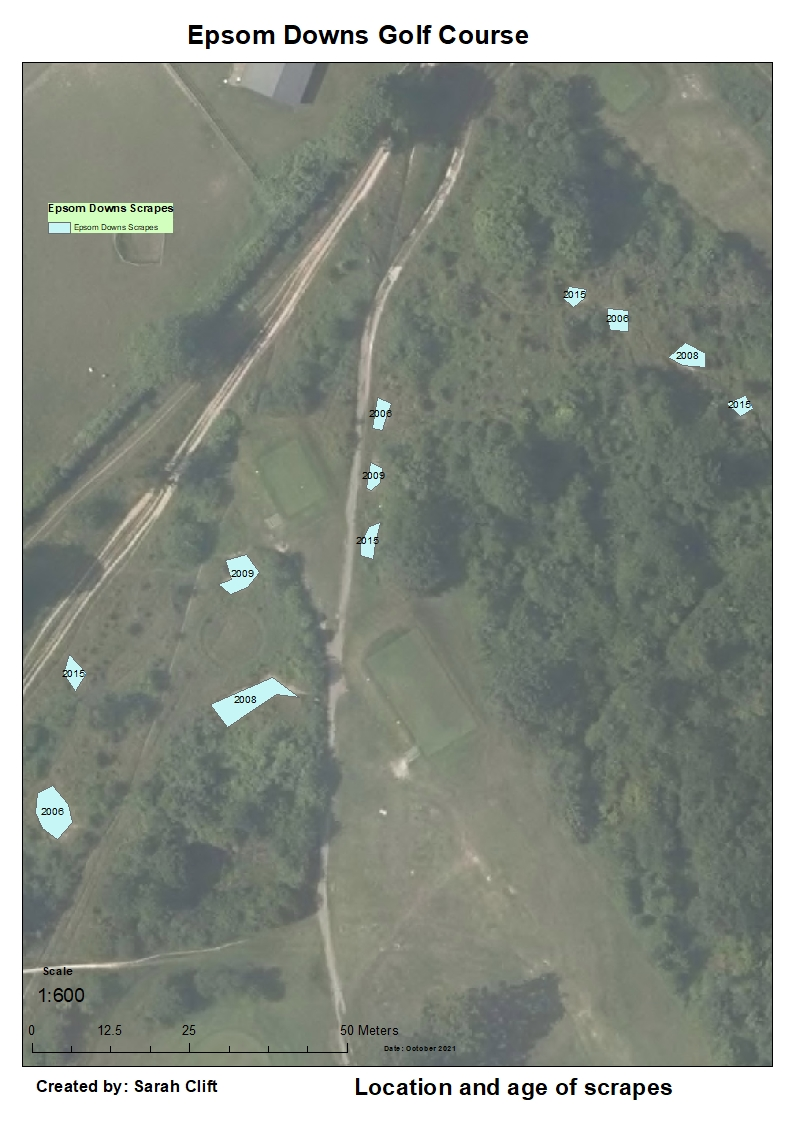 Epsom Downs Golf Course
Epsom Downs Scrapes
Epsom Downs Scrapes
2015
2006
2008
2015
2006
2009
2015
2009
2015
2008
2006
Scale
1:600
0 12.5 25 50 Meters
Date: October 2021
Created by: Sarah Clift
Location and age of scrapes